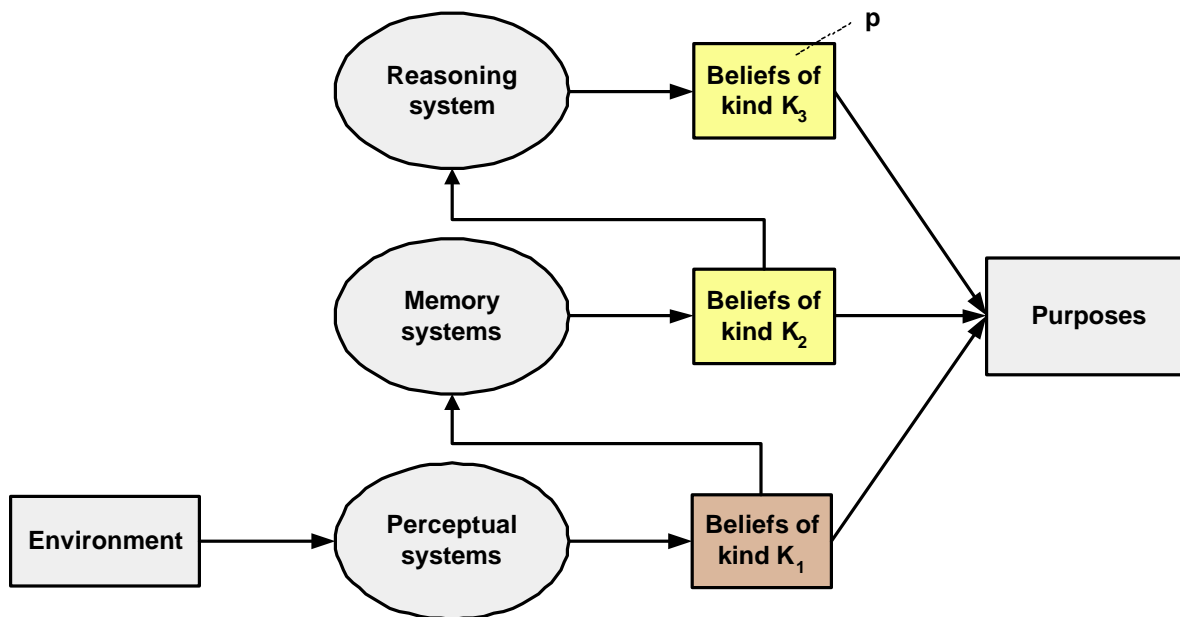 p
Reasoning
system
Beliefs of
kind K₃
Memory
systems
Beliefs of
kind K₂
Purposes
Environment
Perceptual
systems
Beliefs of
kind K₁